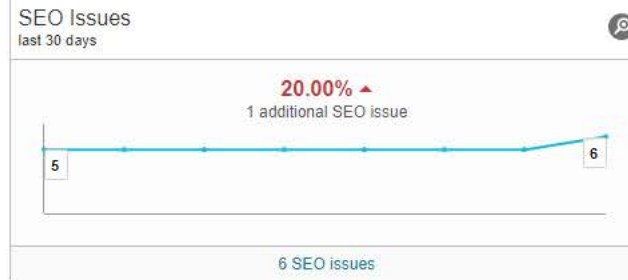 SEO Issues
last 30 days
20.00%
1 additional SEO issue
5
6
6 SEO issues